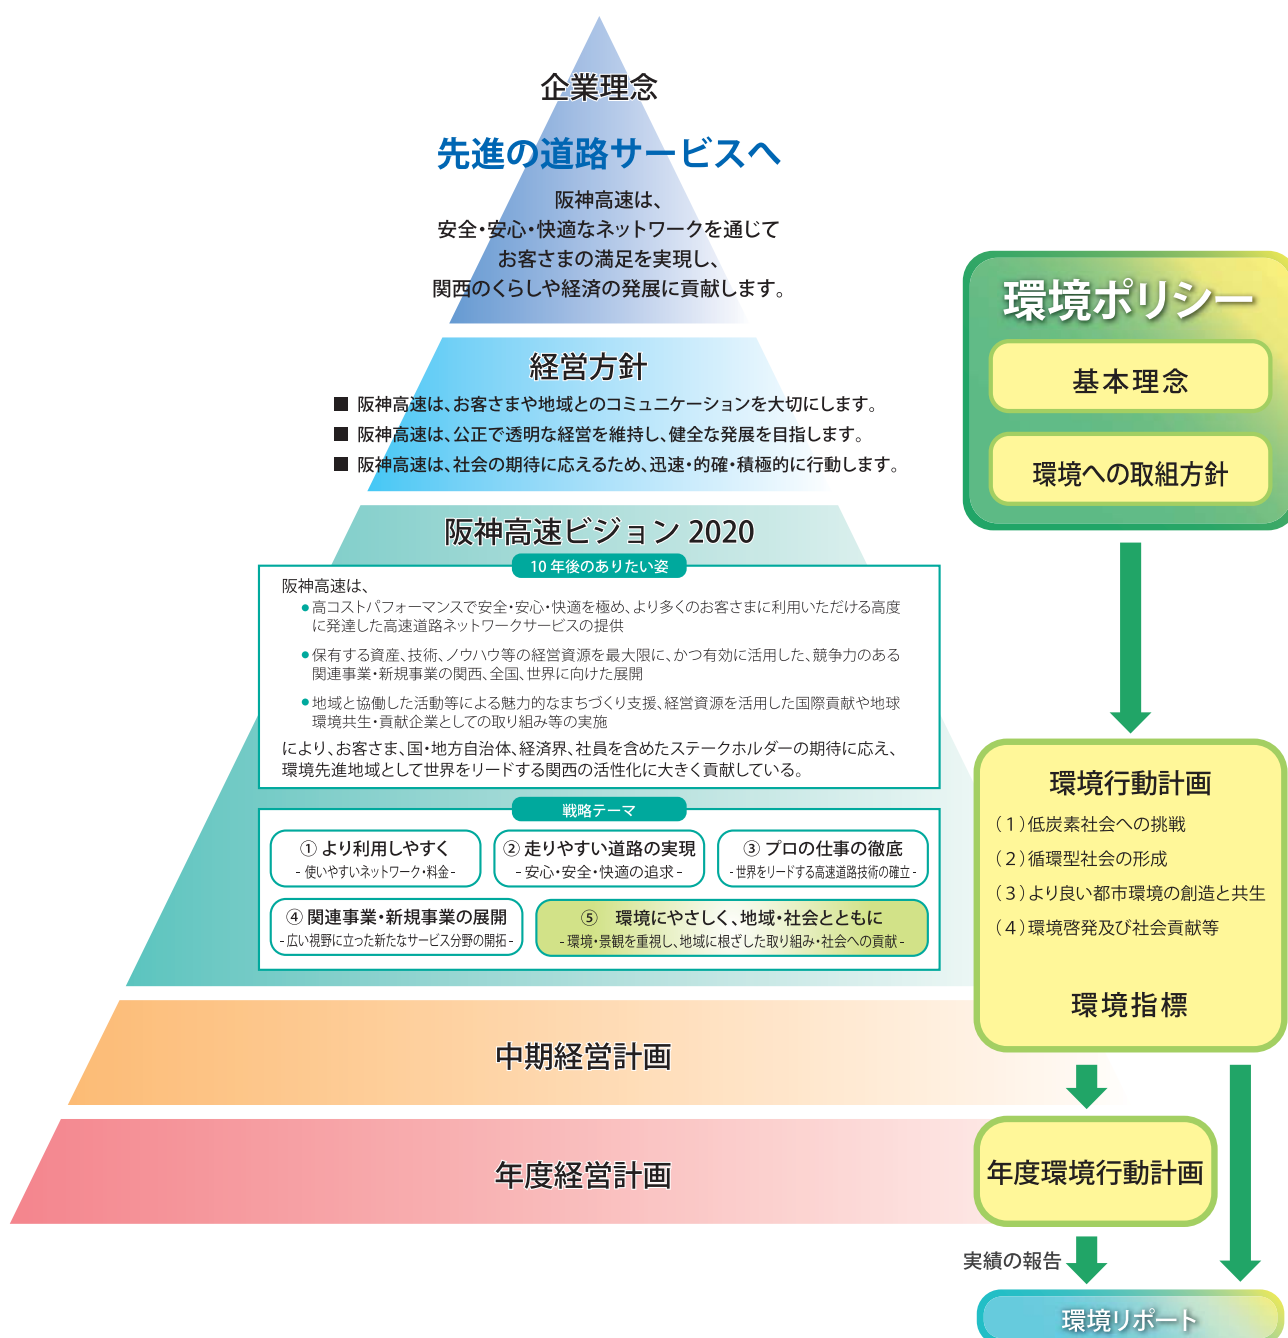 企業理念
先進の道路サービスへ
阪神高速は、
安全・安心・快適なネットワークを通じて
お客さまの満足を実現し、
関西のくらしや経済の発展に貢献します。
経営方針
■ 阪神高速は、お客さまや地域とのコミュニケーションを大切にします。
■ 阪神高速は、公正で透明な経営を維持し、健全な発展を目指します。
■ 阪神高速は、社会の期待に応えるため、迅速・的確・積極的に行動します。
阪神高速ビジョン 2020
10 年後のありたい姿
阪神高速は、
●高コストパフォーマンスで安全・安心・快適を極め、より多くのお客さまに利用いただける高度
に発達した高速道路ネットワークサービスの提供
●保有する資産、技術、ノウハウ等の経営資源を最大限に、かつ有効に活用した、競争力のある
関連事業・新規事業の関西、全国、世界に向けた展開
●地域と協働した活動等による魅力的なまちづくり支援、経営資源を活用した国際貢献や地球
環境共生・貢献企業としての取り組み等の実施
により、お客さま、国・地方自治体、経済界、社員を含めたステークホルダーの期待に応え、
環境先進地域として世界をリードする関西の活性化に大きく貢献している。
戦略テーマ
① より利用しやすく
- 使いやすいネットワーク・料金 -
② 走りやすい道路の実現
- 安心・安全・快適の追求 -
③ プロの仕事の徹底
- 世界をリードする高速道路技術の確立 -
④ 関連事業・新規事業の展開
- 広い視野に立った新たなサービス分野の開拓 -
⑤ 環境にやさしく、地域・社会とともに
- 環境・景観を重視し、地域に根ざした取り組み・社会への貢献 -
中期経営計画
年度経営計画
環境ポリシー
基本理念
環境への取組方針
環境行動計画
（1）低炭素社会への挑戦
（2）循環型社会の形成
（3）より良い都市環境の創造と共生
（4）環境啓発及び社会貢献等
環境指標
年度環境行動計画
実績の報告
環境リポート